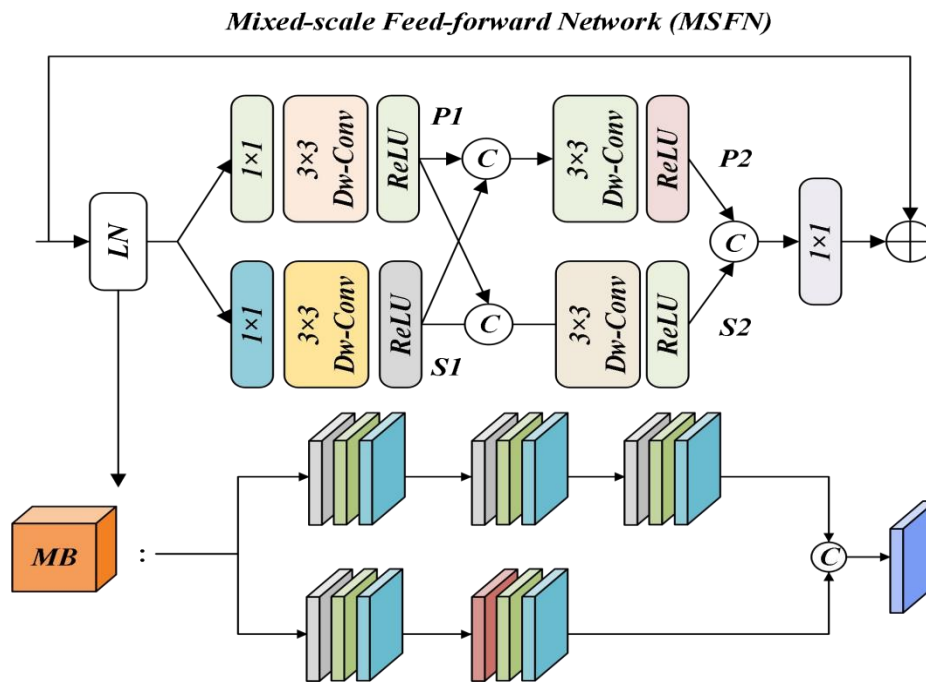 Mixed-scale Feed-forward Network (MSFN)
1×1
3×3
Dw-Conv
ReLU
P1
C
3×3
Dw-Conv
ReLU
P2
LN
C
1×1
1×1
3×3
Dw-Conv
ReLU
S1
C
3×3
Dw-Conv
ReLU
S2
MB
:
C